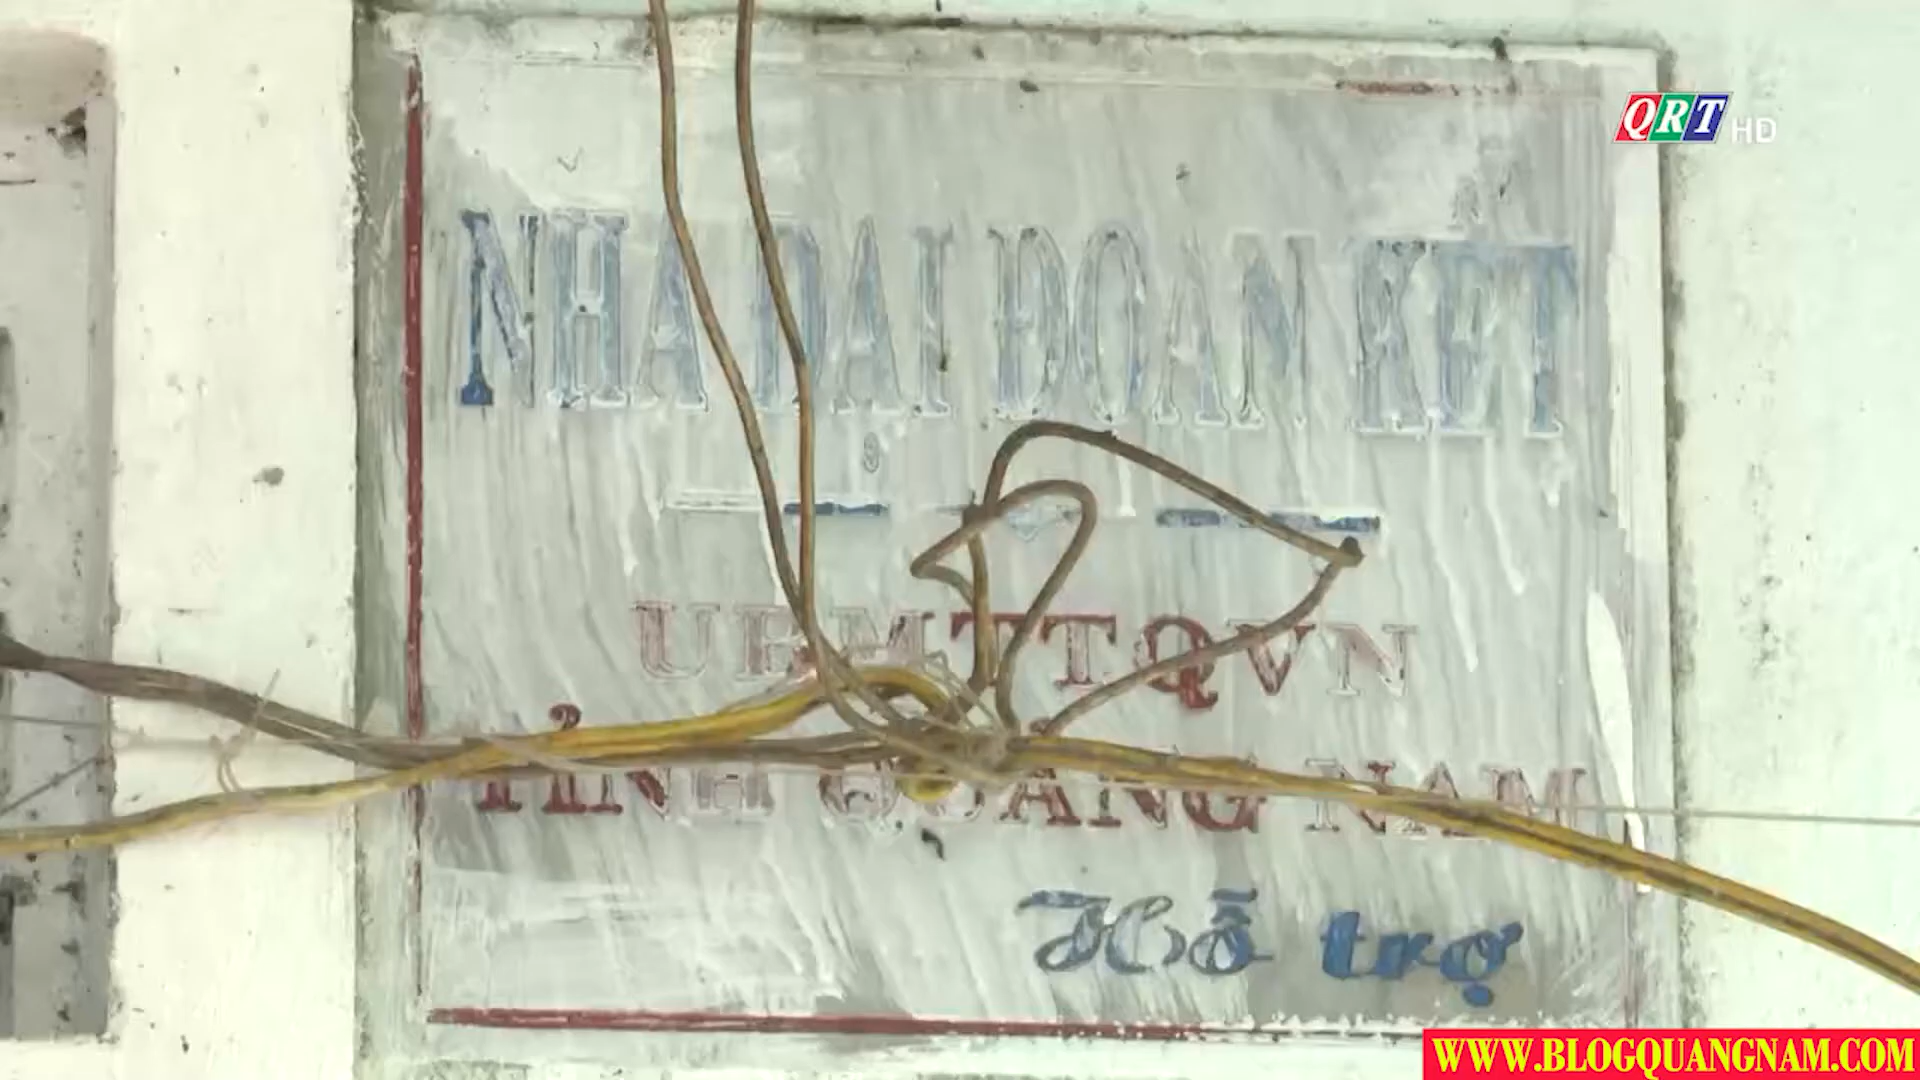 QRT HD
NHÀ ĐẠI ĐOÀN KẾT
UBMTTQVN
TỈNH QUẢNG NAM
Hỗ trợ
WWW.BLOGQUANGNAM.COM